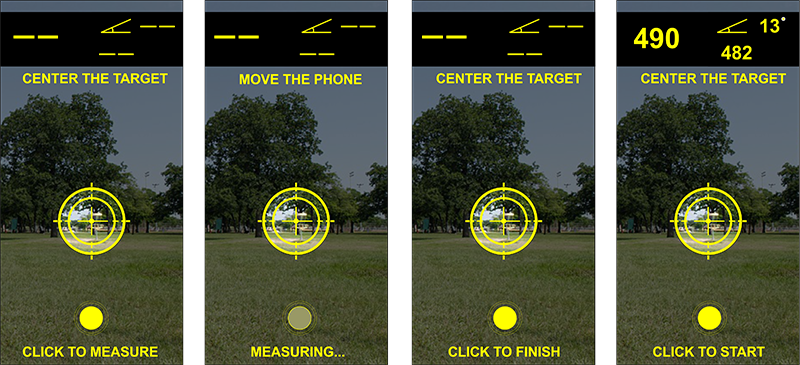 CENTER THE TARGET
CLICK TO MEASURE
MOVE THE PHONE
MEASURING...
CENTER THE TARGET
CLICK TO FINISH
490 13°
482
CENTER THE TARGET
CLICK TO START